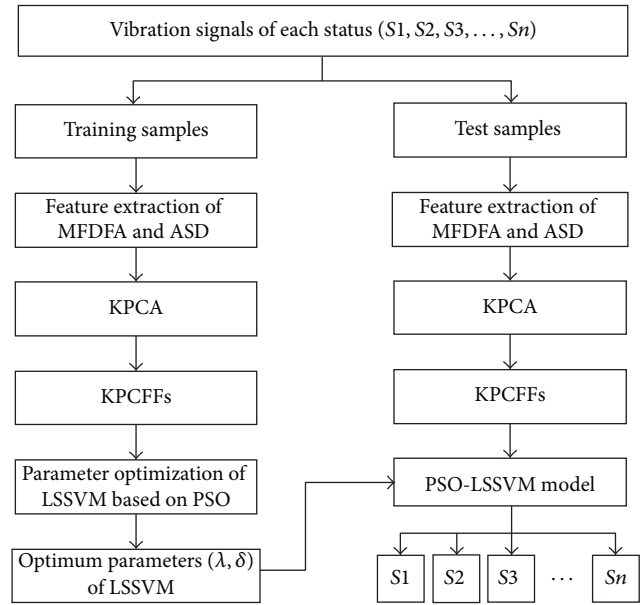 Vibration signals of each status (S1, S2, S3, . . . , Sn)
Training samples
Feature extraction of
MFDFA and ASD
KPCA
KPCFFs
Parameter optimization of
LSSVM based on PSO
Optimum parameters (λ, δ)
of LSSVM
Test samples
Feature extraction of
MFDFA and ASD
KPCA
KPCFFs
PSO-LSSVM model
S1 S2 S3 ⋯ Sn